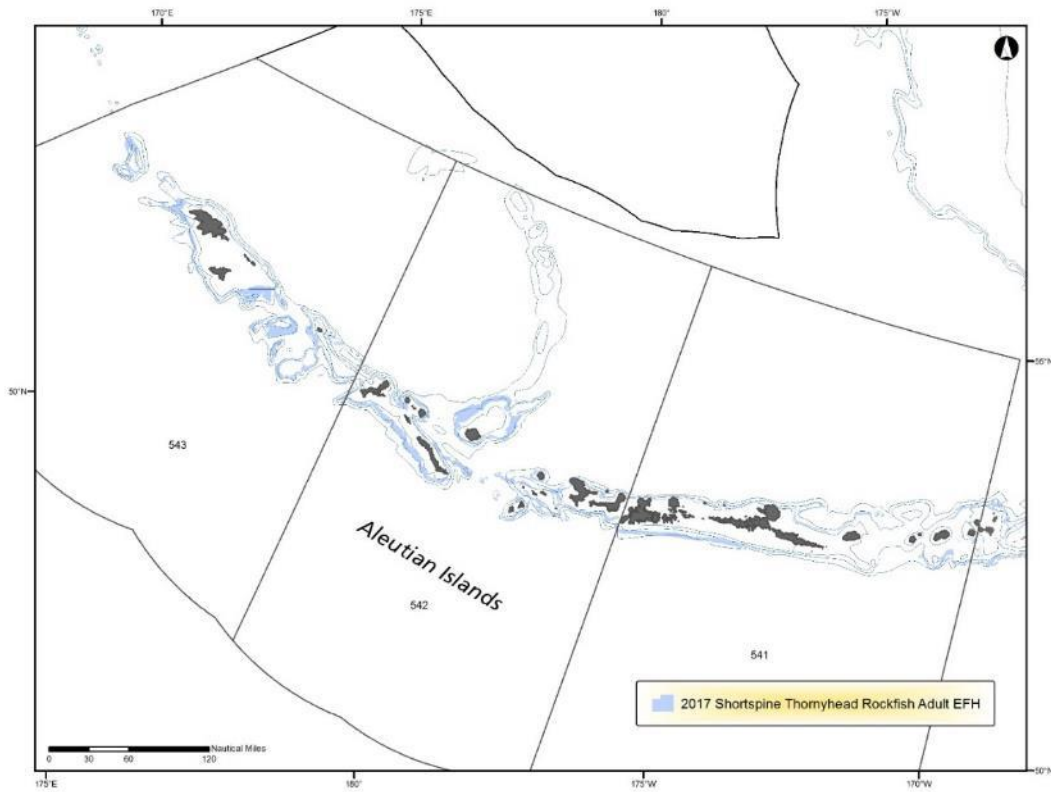 170°E 175°E 180° 175°W
50°N
55°N
543
Aleutian Islands
542
541
2017 Shortspine Thornyhead Rockfish Adult EFH
Nautical Miles
0 30 60 120
175°E 180° 175°W 170°W
50°N